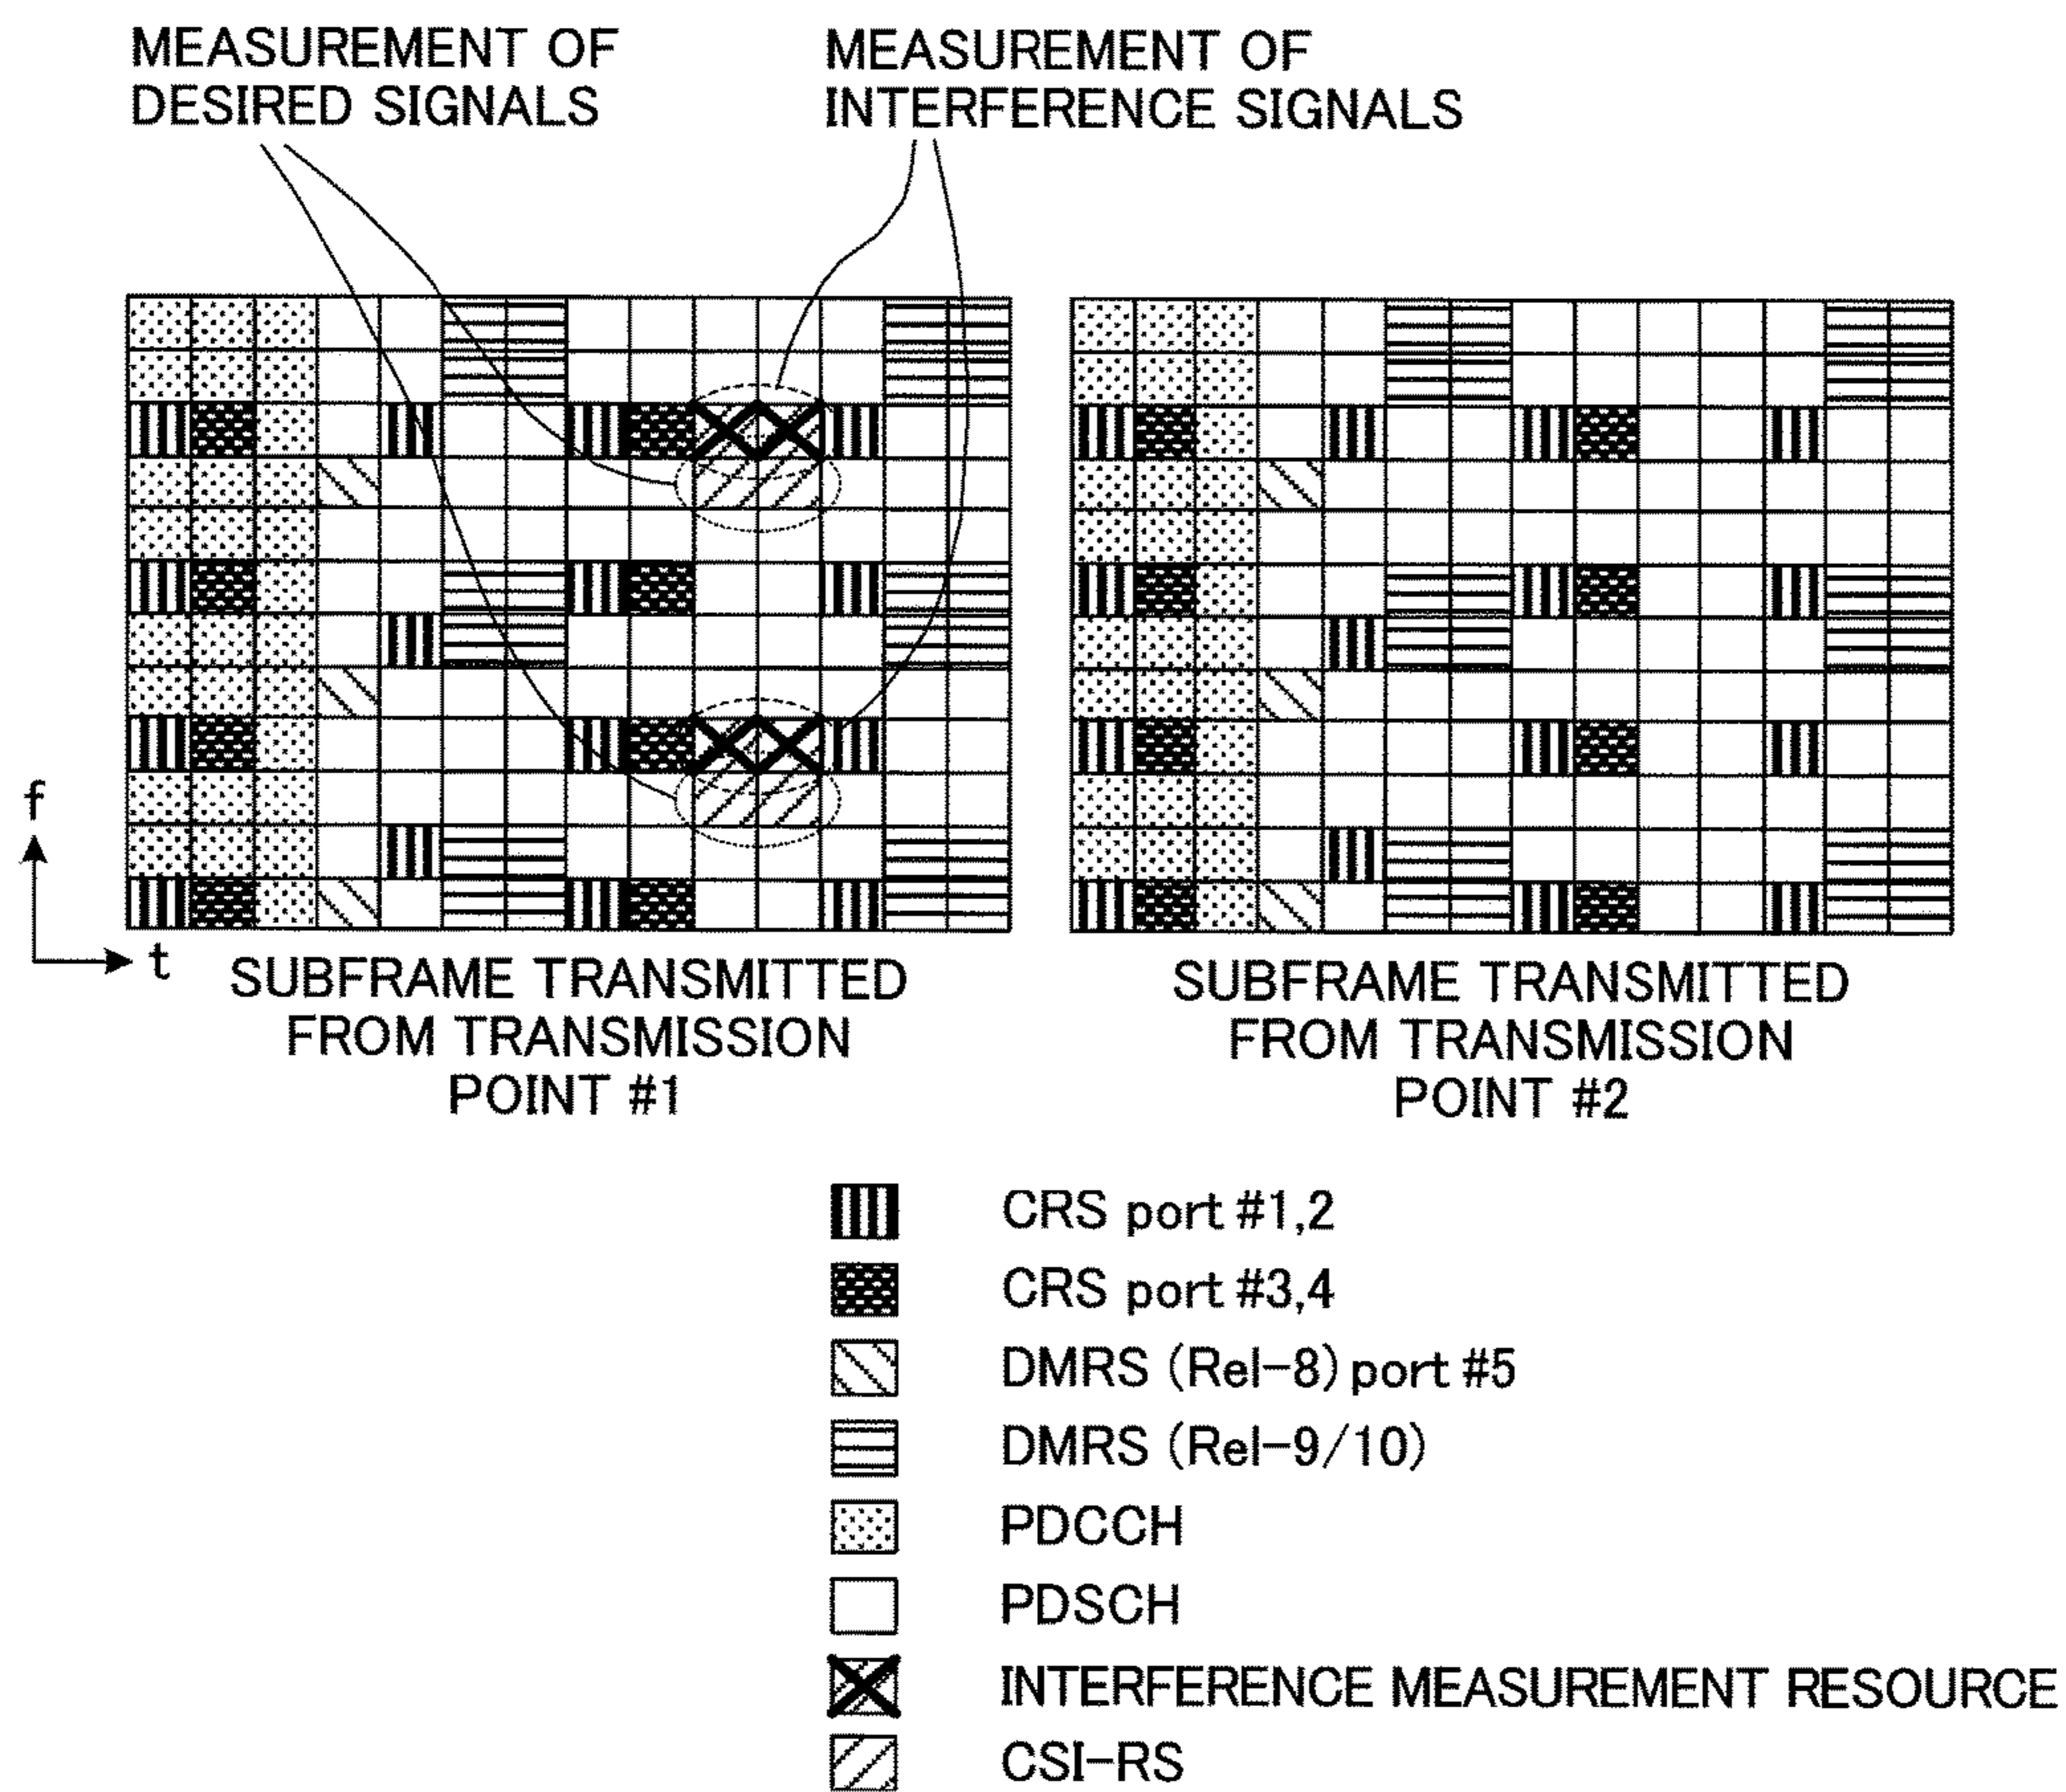 MEASUREMENT OF
DESIRED SIGNALS
MEASUREMENT OF
INTERFERENCE SIGNALS
f
t
SUBFRAME TRANSMITTED
FROM TRANSMISSION
POINT #1
SUBFRAME TRANSMITTED
FROM TRANSMISSION
POINT #2
CRS port #1,2
CRS port #3,4
DMRS (Rel-8) port #5
DMRS (Rel-9/10)
PDCCH
PDSCH
INTERFERENCE MEASUREMENT RESOURCE
CSI-RS